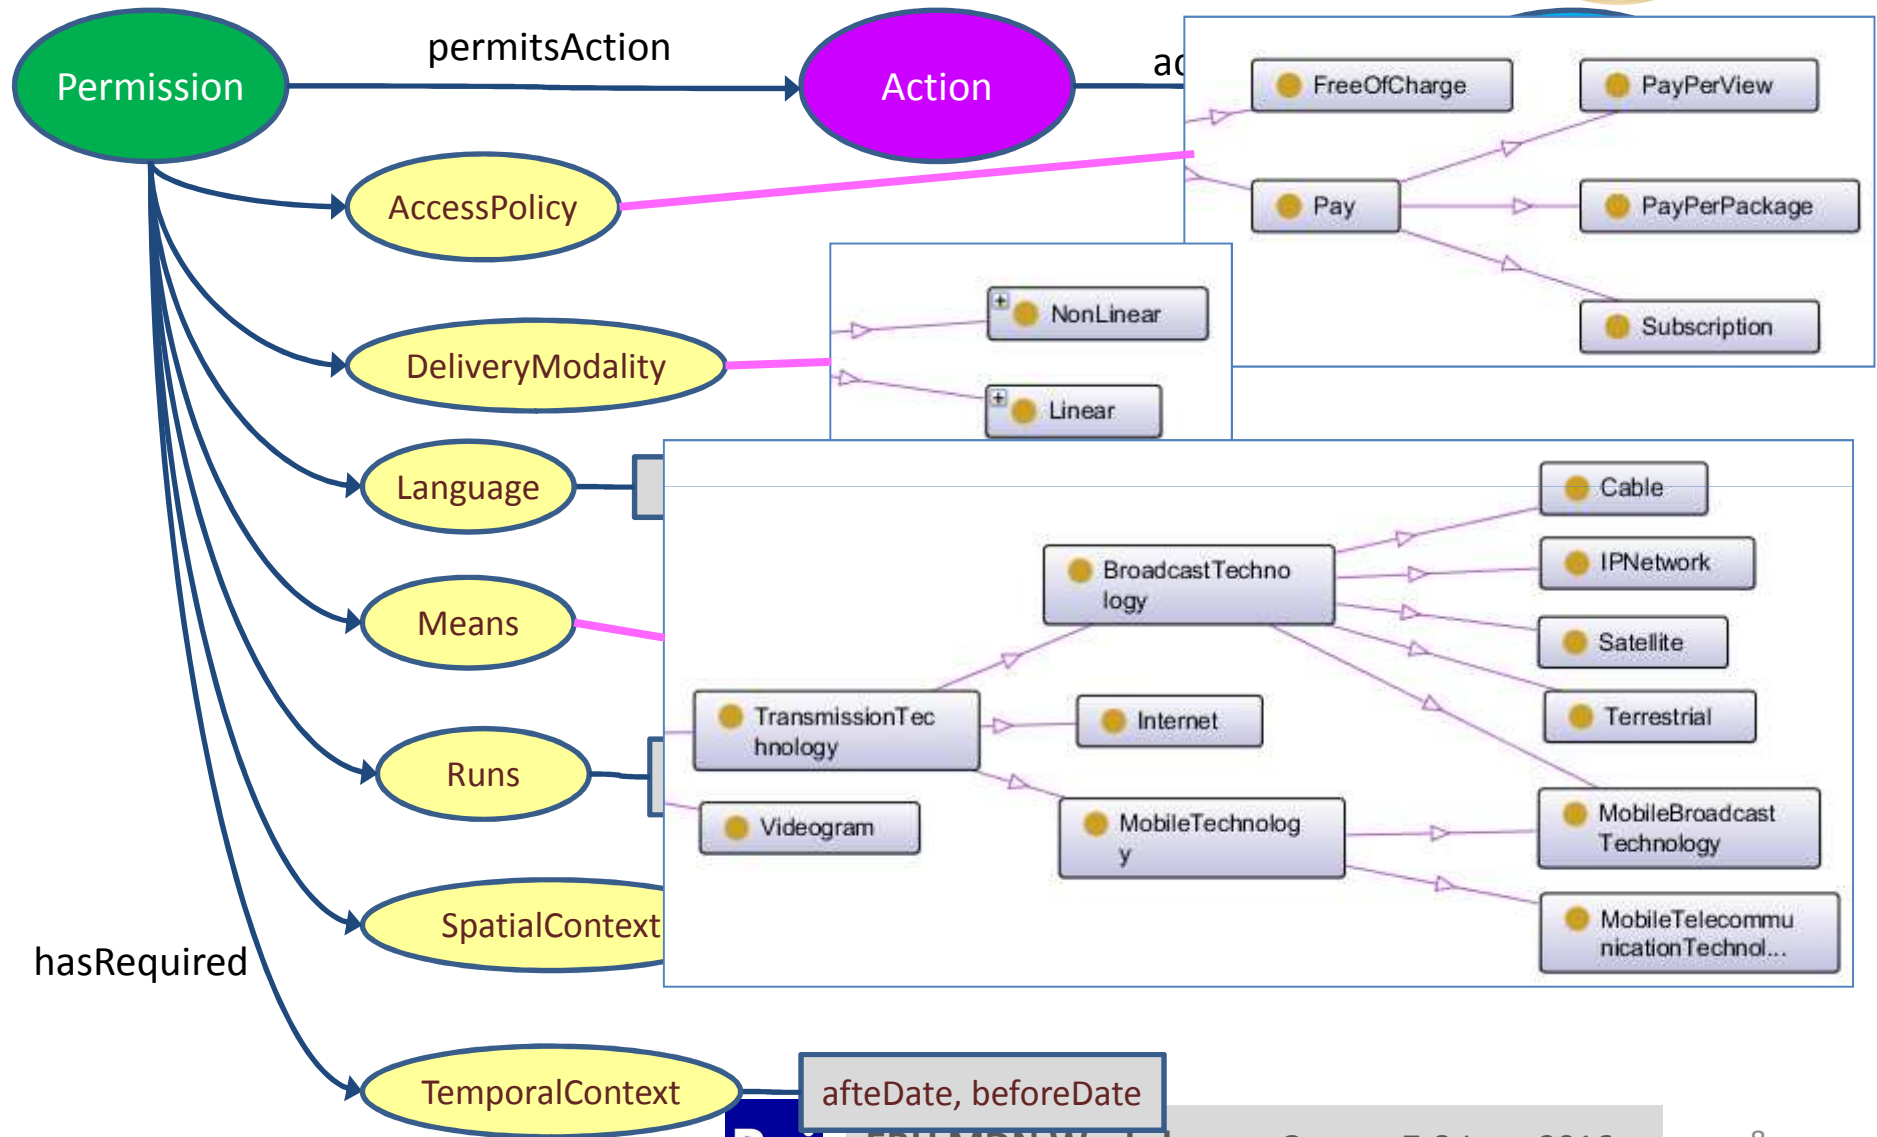 permitsAction
Permission
Action
FreeOfCharge
PayPerView
AccessPolicy
Pay
PayPerPackage
Subscription
DeliveryModality
NonLinear
Linear
Language
Cable
BroadcastTechno
logy
IPNetwork
Means
Satellite
TransmissionTec
hnology
Internet
Terrestrial
Runs
Videogram
MobileTechnolog
y
MobileBroadcast
Technology
SpatialContext
MobileTelecommu
nicationTechnol...
hasRequired
TemporalContext
afteDate, beforeDate